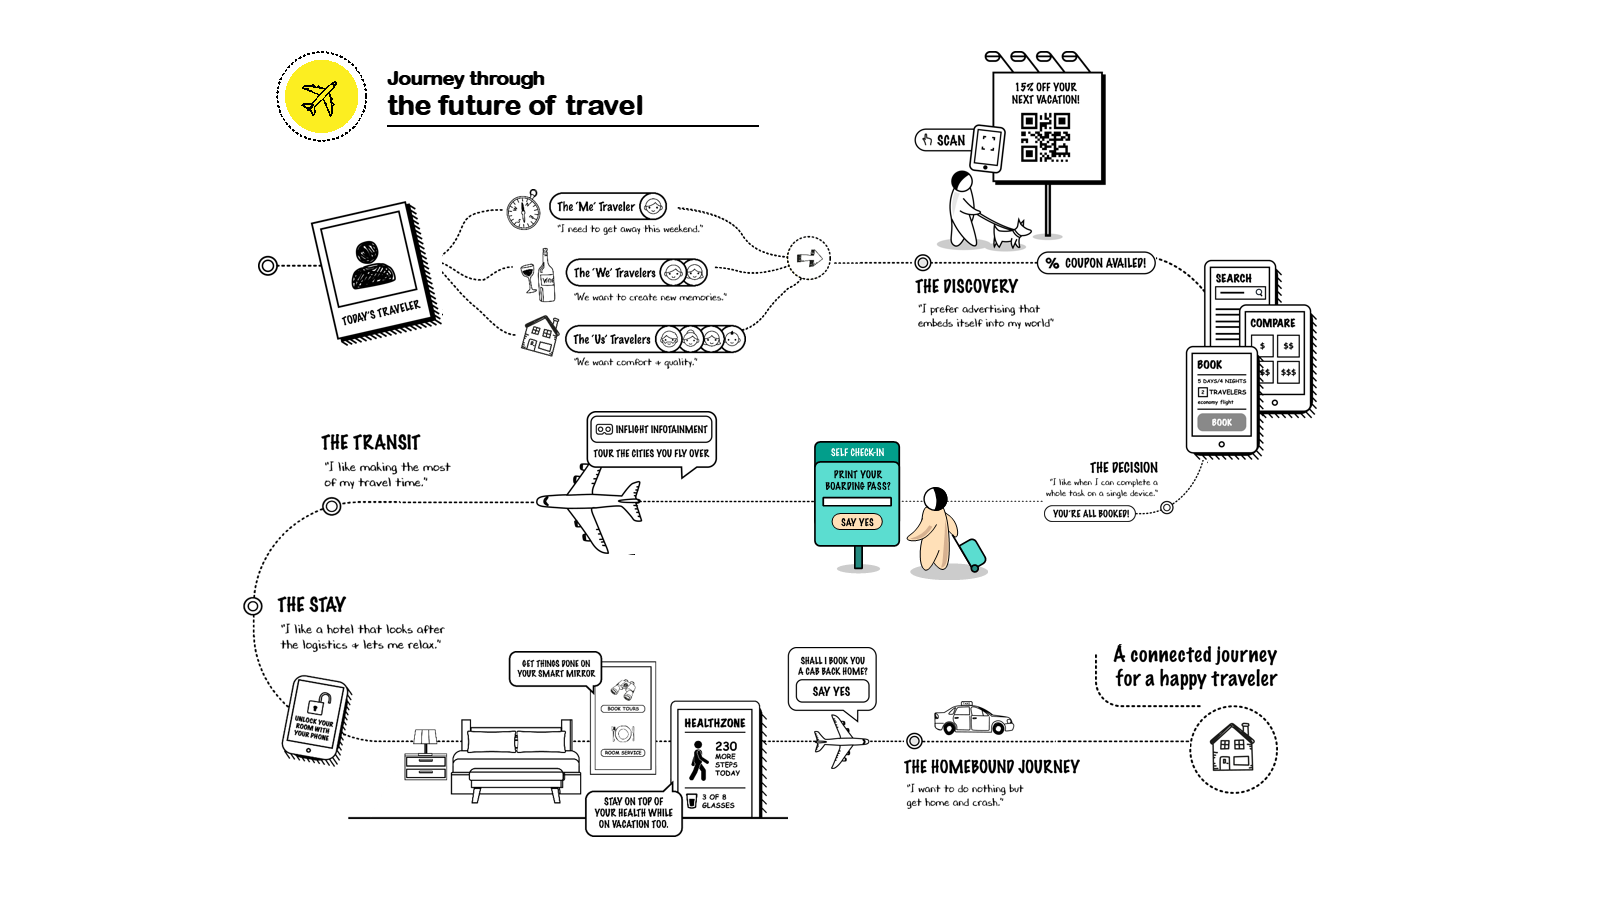 Journey through
the future of travel
15% OFF YOUR
NEXT VACATION!
SCAN
TODAY'S TRAVELER
The 'Me' Traveler
"I need to get away this weekend."
Wine
The 'We' Travelers
"We want to create new memories."
The 'Us' Travelers
"We want comfort + quality."
% COUPON AVAILED!
THE DISCOVERY
"I prefer advertising that
embeds itself into my world"
SEARCH
COMPARE
$ $$
$$ $$$
BOOK
5 DAYS/4 NIGHTS
2 TRAVELERS
economy flight
BOOK
THE DECISION
"I like when I can complete a
whole task on a single device."
YOU'RE ALL BOOKED!
SELF CHECK-IN
PRINT YOUR
BOARDING PASS?
SAY YES
INFLIGHT INFOTAINMENT
TOUR THE CITIES YOU FLY OVER
THE TRANSIT
"I like making the most
of my travel time."
THE STAY
"I like a hotel that looks after
the logistics + lets me relax."
UNLOCK YOUR
ROOM WITH
YOUR PHONE
GET THINGS DONE ON
YOUR SMART MIRROR
BOOK TOURS
ROOM SERVICE
HEALTHZONE
230
MORE
STEPS
TODAY
3 OF 8
GLASSES
STAY ON TOP OF
YOUR HEALTH WHILE
ON VACATION TOO.
SHALL I BOOK YOU
A CAB BACK HOME?
SAY YES
THE HOMEBOUND JOURNEY
"I want to do nothing but
get home and crash."
A connected journey
for a happy traveler